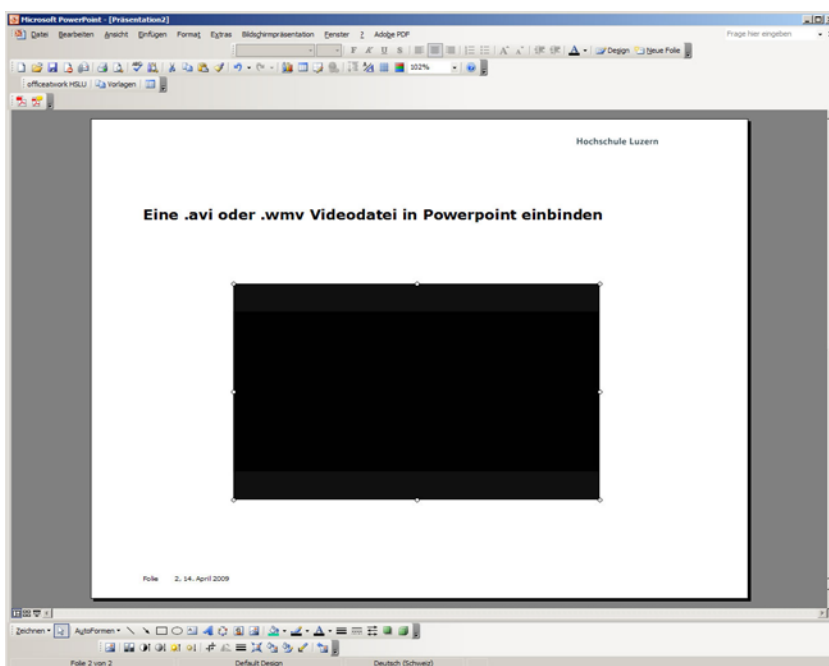 Microsoft PowerPoint - [Präsentation2]
Datei Bearbeiten Ansicht Einfügen Format Extras Bildschirmpräsentation Fenster ? Adobe PDF Frage hier eingeben
F K U S A Design Neue Folie
102%
officeatwork HSLU Vorlagen
Hochschule Luzern
Eine .avi oder .wmv Videodatei in Powerpoint einbinden
Folie 2, 14. April 2009
Zeichnen AutoFormen
Folie 2 von 2 Default Design Deutsch (Schweiz)